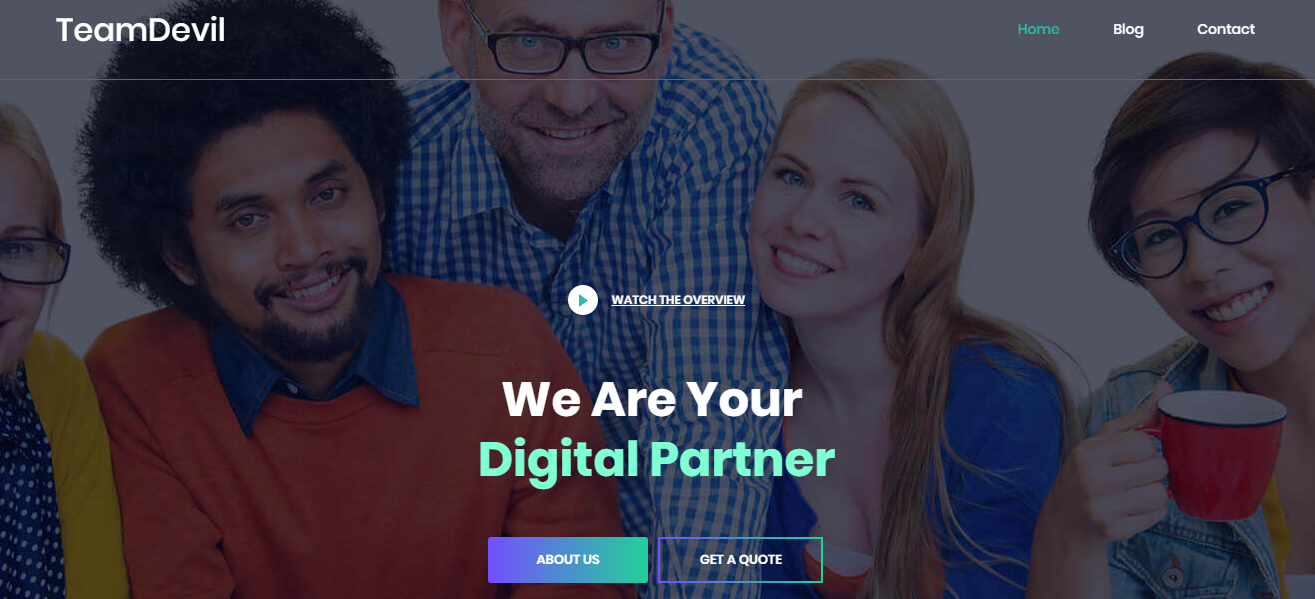 TeamDevil
Home Blog Contact
WATCH THE OVERVIEW
We Are Your
Digital Partner
ABOUT US GET A QUOTE